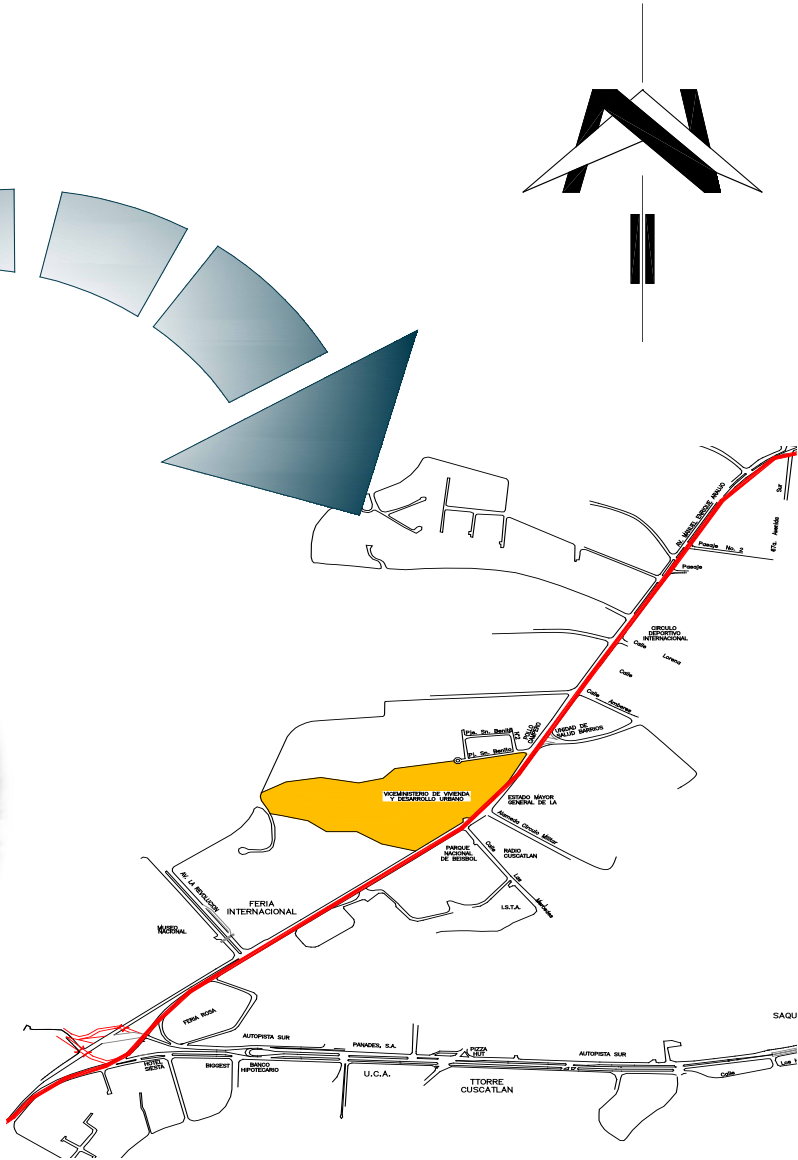 N
AV. MANUEL ENRIQUE ARAUJO
Sur
67a. Avenida
Pasaje No. 2
Pasaje
CIRCULO
DEPORTIVO
INTERNACIONAL
Calle
Lorena
Calle
Calle Amberes
Pje. Sn. Benito
POLLO
CAMPERO
UNIDAD DE
SALUD BARRIOS
Pj. Sn. Benito
VICEMINISTERIO DE VIVIENDA
Y DESARROLLO URBANO
ESTADO MAYOR
GENERAL DE LA
Alameda Circulo Militar
PARQUE
NACIONAL
DE BEISBOL
Calle Las Mercedes
RADIO
CUSCATLAN
I.S.T.A.
AV. LA REVOLUCION
FERIA
INTERNACIONAL
MUSEO
NACIONAL
FERIA ROSA
SAQU
AUTOPISTA SUR
PANADES, S.A.
PIZZA
HUT
AUTOPISTA SUR
HOTEL
SIESTA
BIGGEST
BANCO
HIPOTECARIO
U.C.A.
TTORRE
CUSCATLAN
Calle